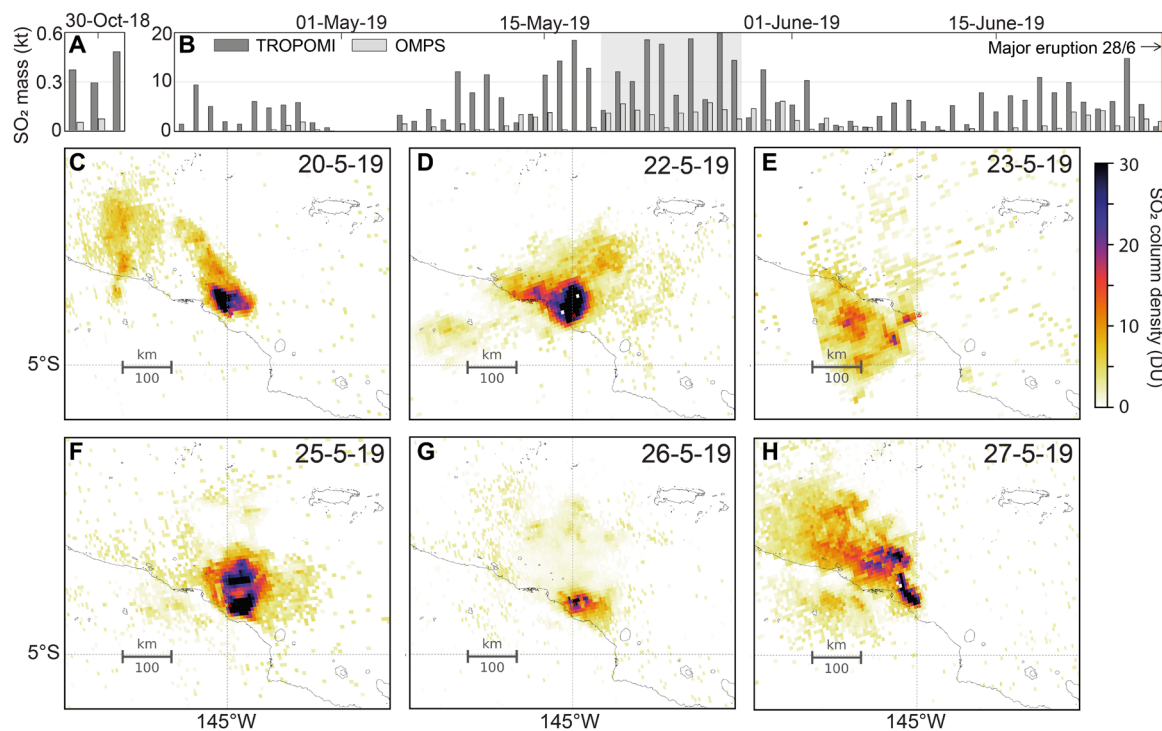 30-Oct-18 01-May-19 15-May-19 01-June-19 15-June-19
SO₂ mass (kt)
0.6 A 20 B TROPOMI OMPS Major eruption 28/6 →
0.3 10
0 0
C 20-5-19 D 22-5-19 E 23-5-19
30
20
10
0
SO₂ column density (DU)
km km km
100 100 100
5°S
F 25-5-19 G 26-5-19 H 27-5-19
km km km
100 100 100
5°S
145°W 145°W 145°W